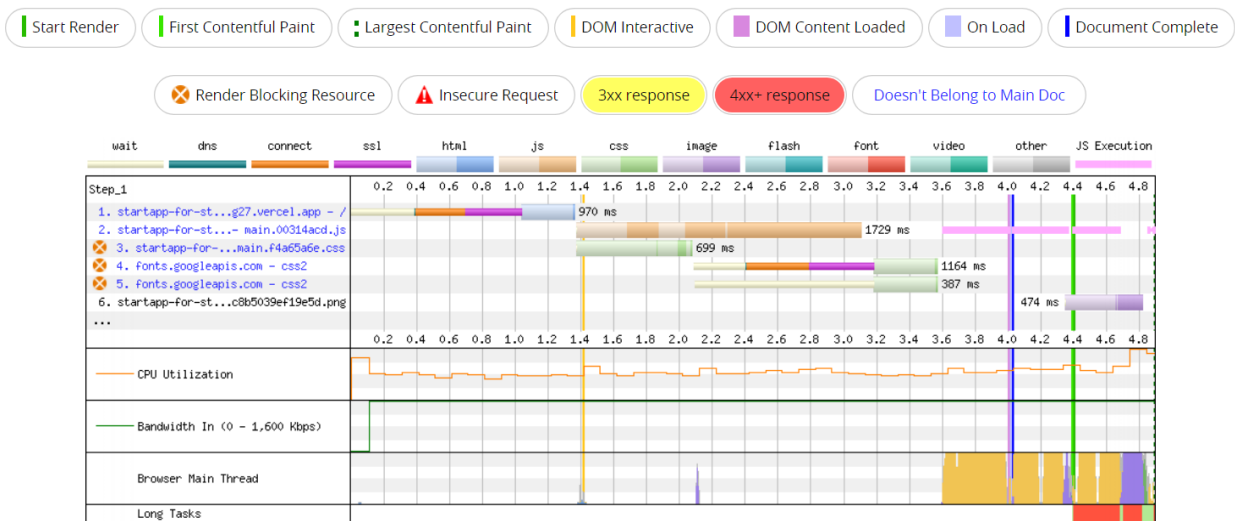 Start Render First Contentful Paint Largest Contentful Paint DOM Interactive DOM Content Loaded On Load Document Complete
Render Blocking Resource Insecure Request 3xx response 4xx+ response Doesn't Belong to Main Doc
wait dns connect ssl html js css image flash font video other JS Execution
Step_1 0.2 0.4 0.6 0.8 1.0 1.2 1.4 1.6 1.8 2.0 2.2 2.4 2.6 2.8 3.0 3.2 3.4 3.6 3.8 4.0 4.2 4.4 4.6 4.8
1. startapp-for-st...g27.vercel.app - / 970 ms
2. startapp-for-st...- main.00314acd.js 1729 ms
3. startapp-for-...main.f4a65a6e.css 699 ms
4. fonts.googleapis.com - css2 1164 ms
5. fonts.googleapis.com - css2 387 ms
6. startapp-for-st...c8b5039ef19e5d.png 474 ms
...
0.2 0.4 0.6 0.8 1.0 1.2 1.4 1.6 1.8 2.0 2.2 2.4 2.6 2.8 3.0 3.2 3.4 3.6 3.8 4.0 4.2 4.4 4.6 4.8
CPU Utilization
Bandwidth In (0 - 1,600 Kbps)
Browser Main Thread
Long Tasks